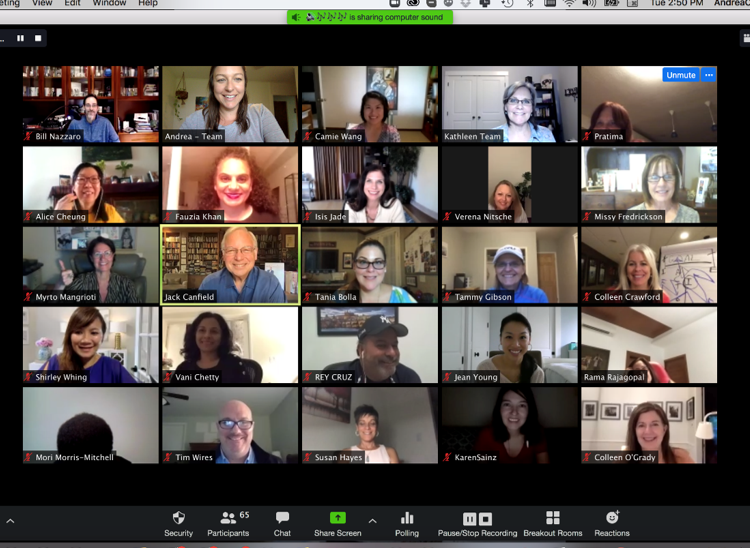 eting View Edit Window Help Tue 2:50 PM AndreaC
is sharing computer sound
Unmute ...
Bill Nazzaro Andrea - Team Camie Wang Kathleen Team Pratima
Alice Cheung Fauzia Khan Isis Jade Verena Nitsche Missy Fredrickson
Myrto Mangrioti Jack Canfield Tania Bolla Tammy Gibson Colleen Crawford
Shirley Whing Vani Chetty REY CRUZ Jean Young Rama Rajagopal
Mori Morris-Mitchell Tim Wires Susan Hayes KarenSainz Colleen O'Grady
65
Security Participants Chat Share Screen Polling Pause/Stop Recording Breakout Rooms Reactions